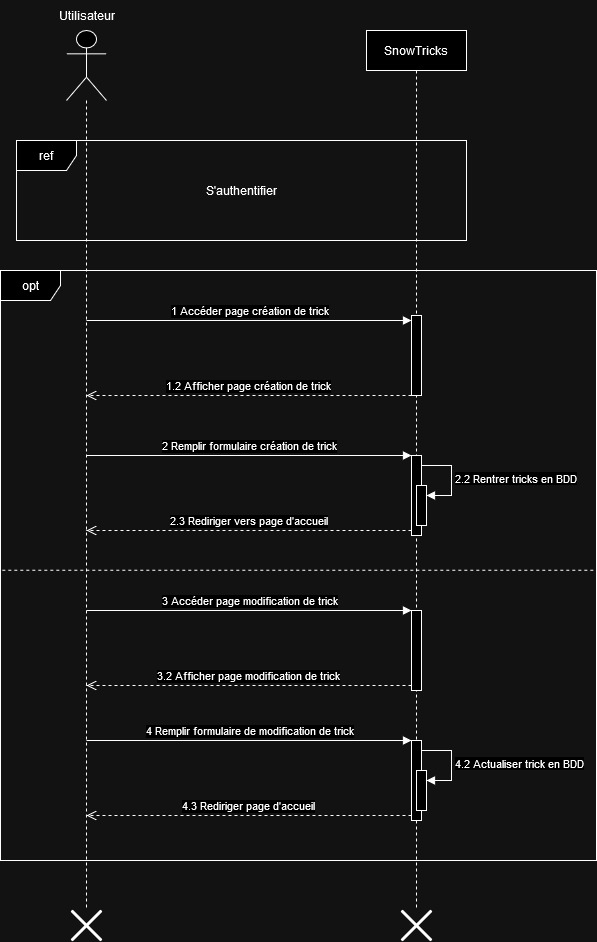 Utilisateur
SnowTricks
ref
S'authentifier
opt
1 Accéder page création de trick
1.2 Afficher page création de trick
2 Remplir formulaire création de trick
2.2 Rentrer tricks en BDD
2.3 Rediriger vers page d'accueil
3 Accéder page modification de trick
3.2 Afficher page modification de trick
4 Remplir formulaire de modification de trick
4.2 Actualiser trick en BDD
4.3 Rediriger page d'accueil